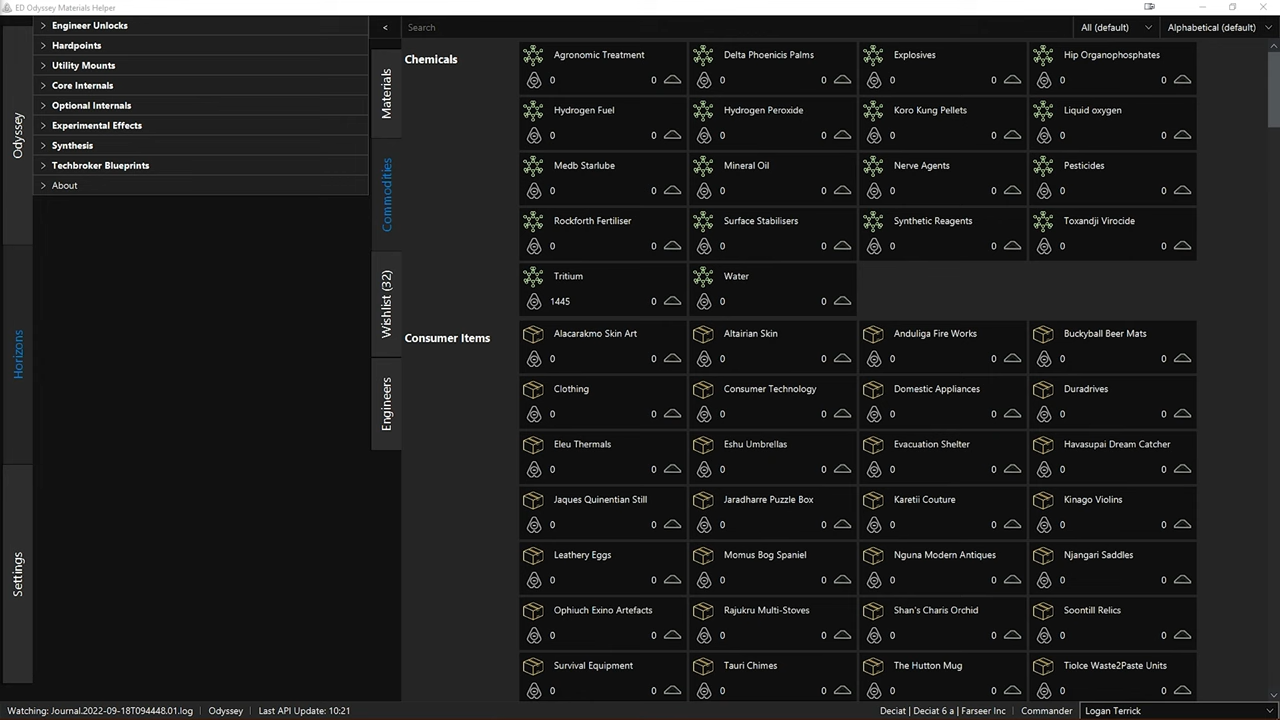 ED Odyssey Materials Helper
Odyssey
Horizons
Settings
Engineer Unlocks
Hardpoints
Utility Mounts
Core Internals
Optional Internals
Experimental Effects
Synthesis
Techbroker Blueprints
About
<
Materials
Commodities
Wishlist (32)
Engineers
Search
All (default)
Alphabetical (default)
Chemicals
Agronomic Treatment Delta Phoenicis Palms Explosives Hip Organophosphates
0 0 0 0 0 0 0 0
Hydrogen Fuel Hydrogen Peroxide Koro Kung Pellets Liquid oxygen
0 0 0 0 0 0 0 0
Medb Starlube Mineral Oil Nerve Agents Pesticides
0 0 0 0 0 0 0 0
Rockforth Fertiliser Surface Stabilisers Synthetic Reagents Toxandji Virocide
0 0 0 0 0 0 0 0
Tritium Water
1445 0 0 0
Consumer Items
Alacarakmo Skin Art Altairian Skin Anduliga Fire Works Buckyball Beer Mats
0 0 0 0 0 0 0 0
Clothing Consumer Technology Domestic Appliances Duradrives
0 0 0 0 0 0 0 0
Eleu Thermals Eshu Umbrellas Evacuation Shelter Havasupai Dream Catcher
0 0 0 0 0 0 0 0
Jaques Quinentian Still Jaradharre Puzzle Box Karetii Couture Kinago Violins
0 0 0 0 0 0 0 0
Leathery Eggs Momus Bog Spaniel Nguna Modern Antiques Njangari Saddles
0 0 0 0 0 0 0 0
Ophiuch Exino Artefacts Rajukru Multi-Stoves Shan's Charis Orchid Soontill Relics
0 0 0 0 0 0 0 0
Survival Equipment Tauri Chimes The Hutton Mug Tiolce Waste2Paste Units
0 0 0 0 0 0 0 0
Watching: Journal.2022-09-18T094448.01.log Odyssey Last API Update: 10:21 Deciat | Deciat 6 a | Farseer Inc Commander Logan Terrick